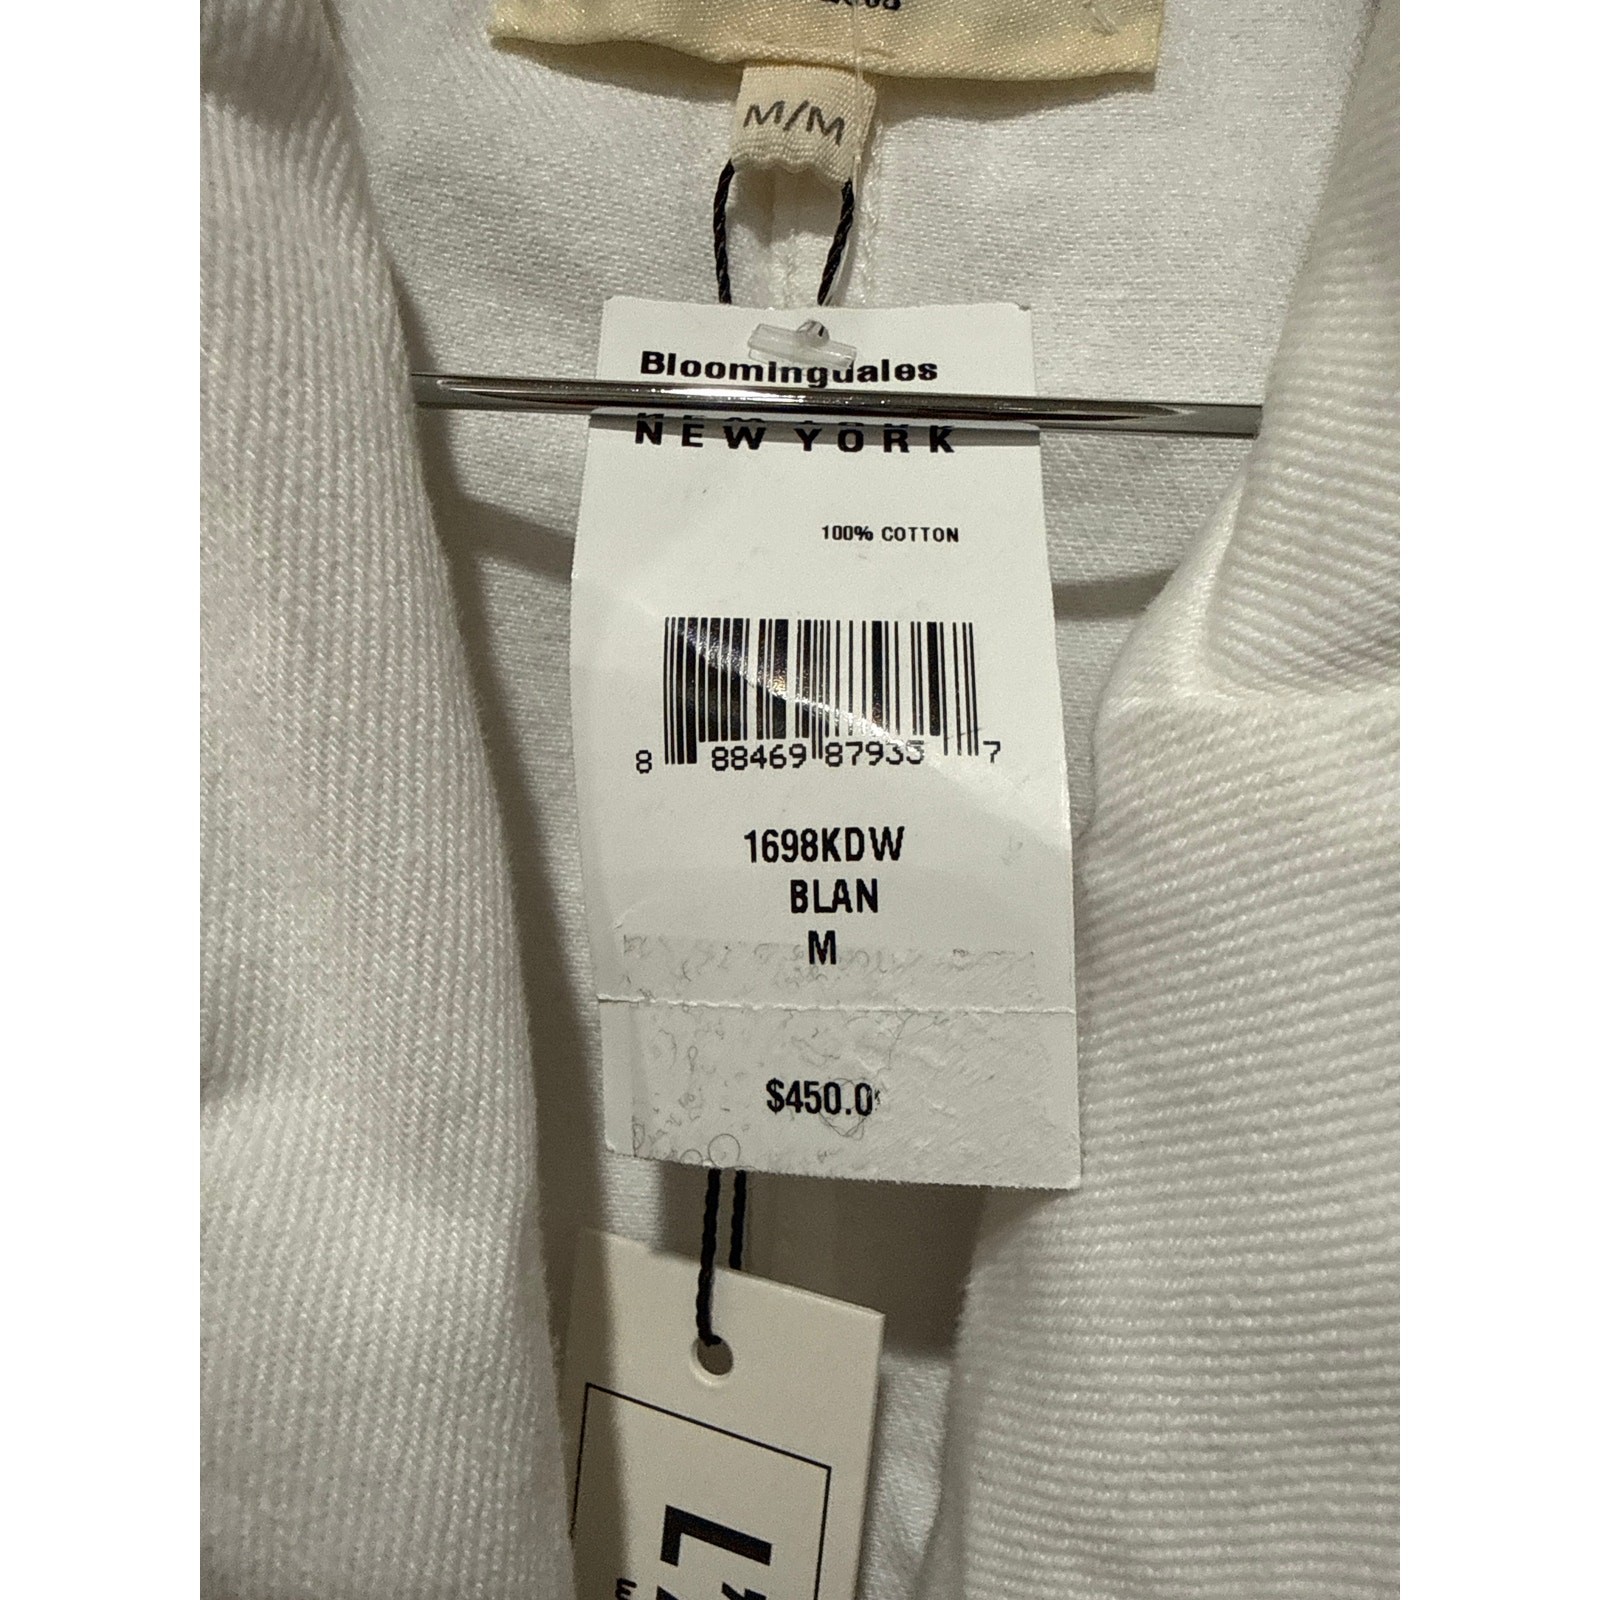 M/M
Bloomingdales
NEW YORK
100% COTTON
8 88469 87935 7
1698KDW
BLAN
M
$450.0